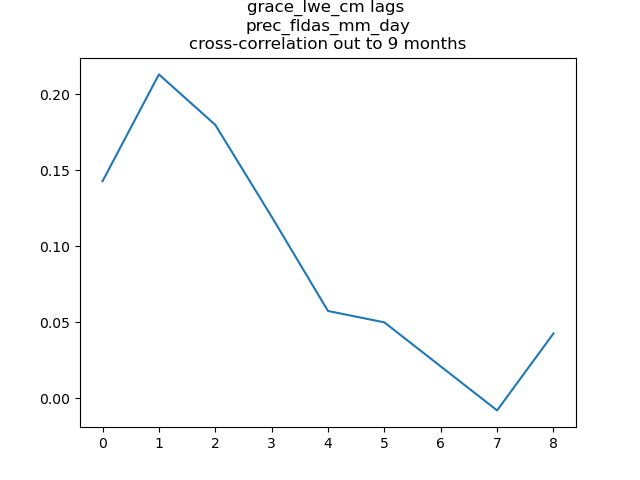 grace_lwe_cm lags
prec_fldas_mm_day
cross-correlation out to 9 months
0.20
0.15
0.10
0.05
0.00
0 1 2 3 4 5 6 7 8